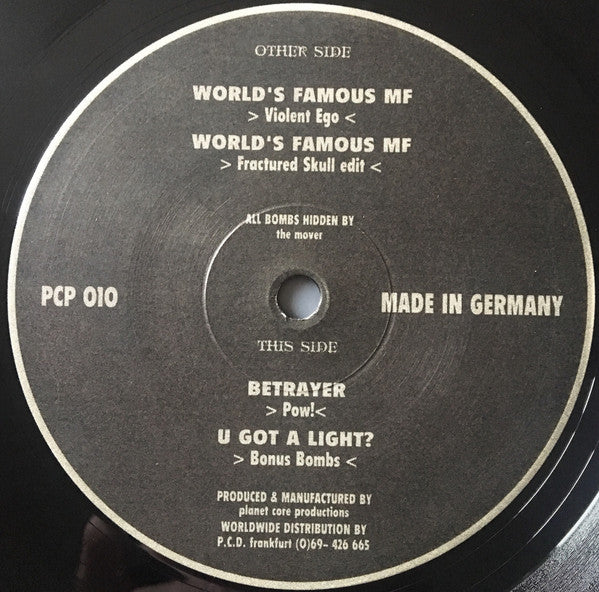 OTHER SIDE
WORLD'S FAMOUS MF
> Violent Ego <
WORLD'S FAMOUS MF
> Fractured Skull edit <
ALL BOMBS HIDDEN BY
the mover
PCP 010
MADE IN GERMANY
THIS SIDE
BETRAYER
> Pow!<
U GOT A LIGHT?
> Bonus Bombs <
PRODUCED & MANUFACTURED BY
planet core productions
WORLDWIDE DISTRIBUTION BY
P.C.D. frankfurt (0)69- 426 665